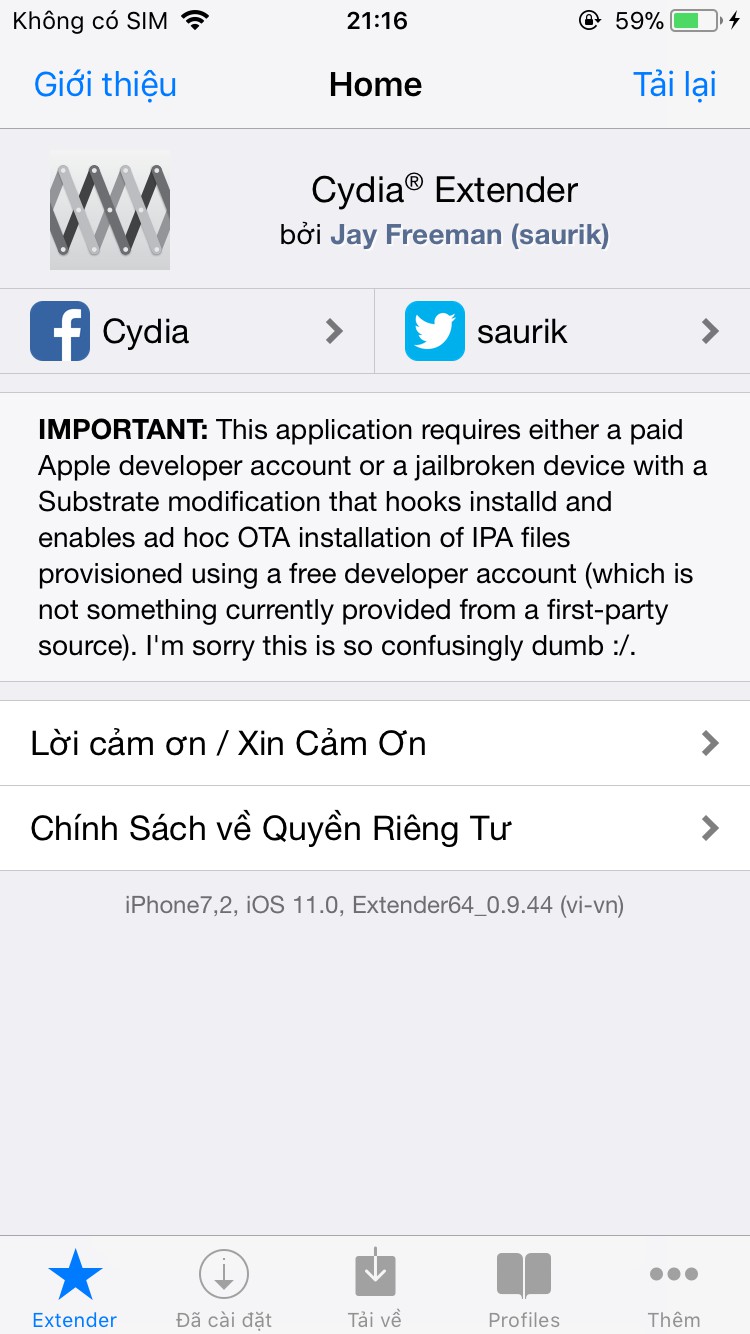 Không có SIM 21:16 59%
Giới thiệu Home Tải lại
Cydia® Extender
bởi Jay Freeman (saurik)
Cydia saurik
IMPORTANT: This application requires either a paid
Apple developer account or a jailbroken device with a
Substrate modification that hooks installd and
enables ad hoc OTA installation of IPA files
provisioned using a free developer account (which is
not something currently provided from a first-party
source). I'm sorry this is so confusingly dumb :/.
Lời cảm ơn / Xin Cảm Ơn
Chính Sách về Quyền Riêng Tư
iPhone7,2, iOS 11.0, Extender64_0.9.44 (vi-vn)
Extender Đã cài đặt Tải về Profiles Thêm